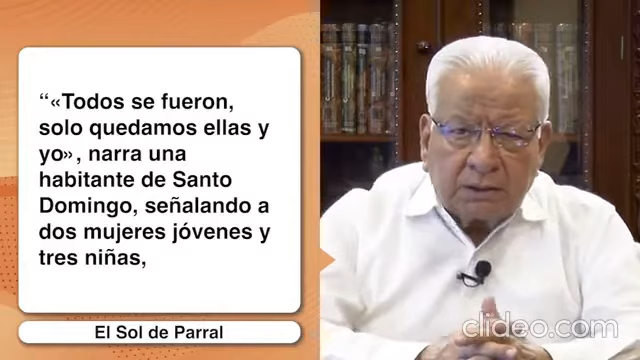 “«Todos se fueron,
solo quedamos ellas y
yo», narra una
habitante de Santo
Domingo, señalando a
dos mujeres jóvenes y
tres niñas,
El Sol de Parral
clideo.com